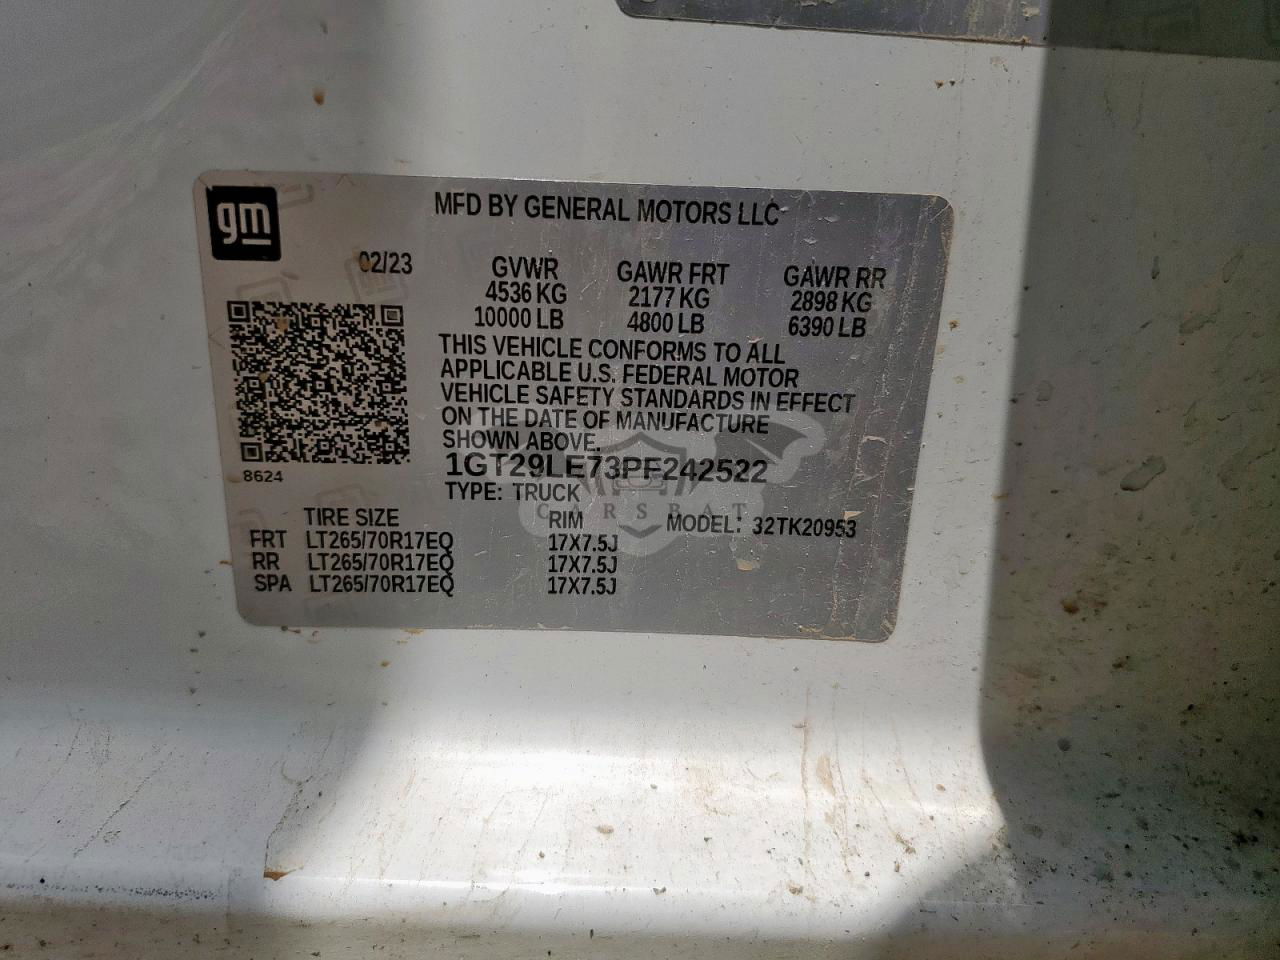 gm
MFD BY GENERAL MOTORS LLC
02/23 GVWR GAWR FRT GAWR RR
4536 KG 2177 KG 2898 KG
10000 LB 4800 LB 6390 LB
THIS VEHICLE CONFORMS TO ALL
APPLICABLE U.S. FEDERAL MOTOR
VEHICLE SAFETY STANDARDS IN EFFECT
ON THE DATE OF MANUFACTURE
SHOWN ABOVE.
8624
1GT29LE73PF242522
TYPE: TRUCK
CARSBAT
TIRE SIZE RIM MODEL: 32TK20953
FRT LT265/70R17EQ 17X7.5J
RR LT265/70R17EQ 17X7.5J
SPA LT265/70R17EQ 17X7.5J